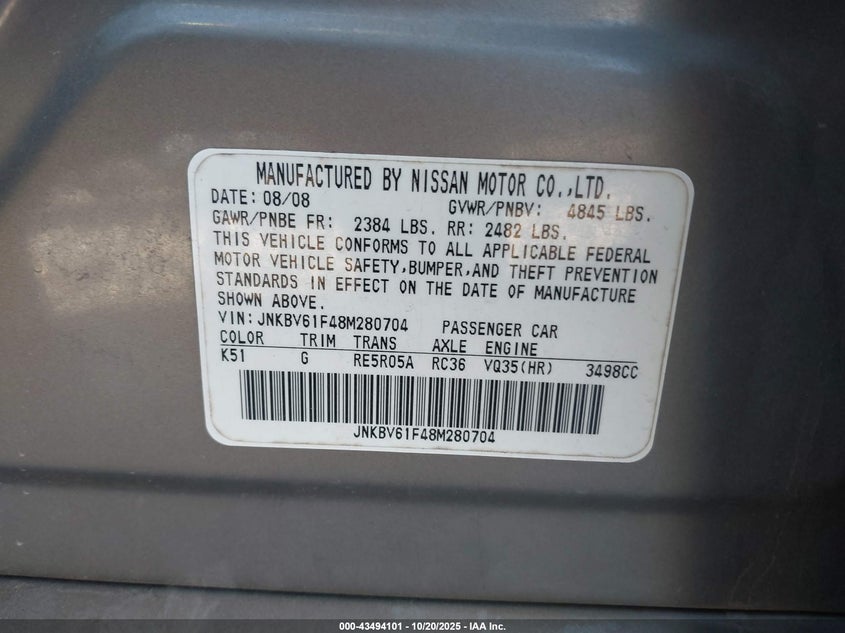 MANUFACTURED BY NISSAN MOTOR CO.,LTD.
DATE: 08/08 GVWR/PNBV: 4845 LBS.
GAWR/PNBE FR: 2384 LBS. RR: 2482 LBS.
THIS VEHICLE CONFORMS TO ALL APPLICABLE FEDERAL
MOTOR VEHICLE SAFETY,BUMPER,AND THEFT PREVENTION
STANDARDS IN EFFECT ON THE DATE OF MANUFACTURE
SHOWN ABOVE.
VIN: JNKBV61F48M280704 PASSENGER CAR
COLOR TRIM TRANS AXLE ENGINE
K51 G RE5R05A RC36 VQ35(HR) 3498CC
JNKBV61F48M280704
000-43494101 - 10/20/2025 - IAA Inc.